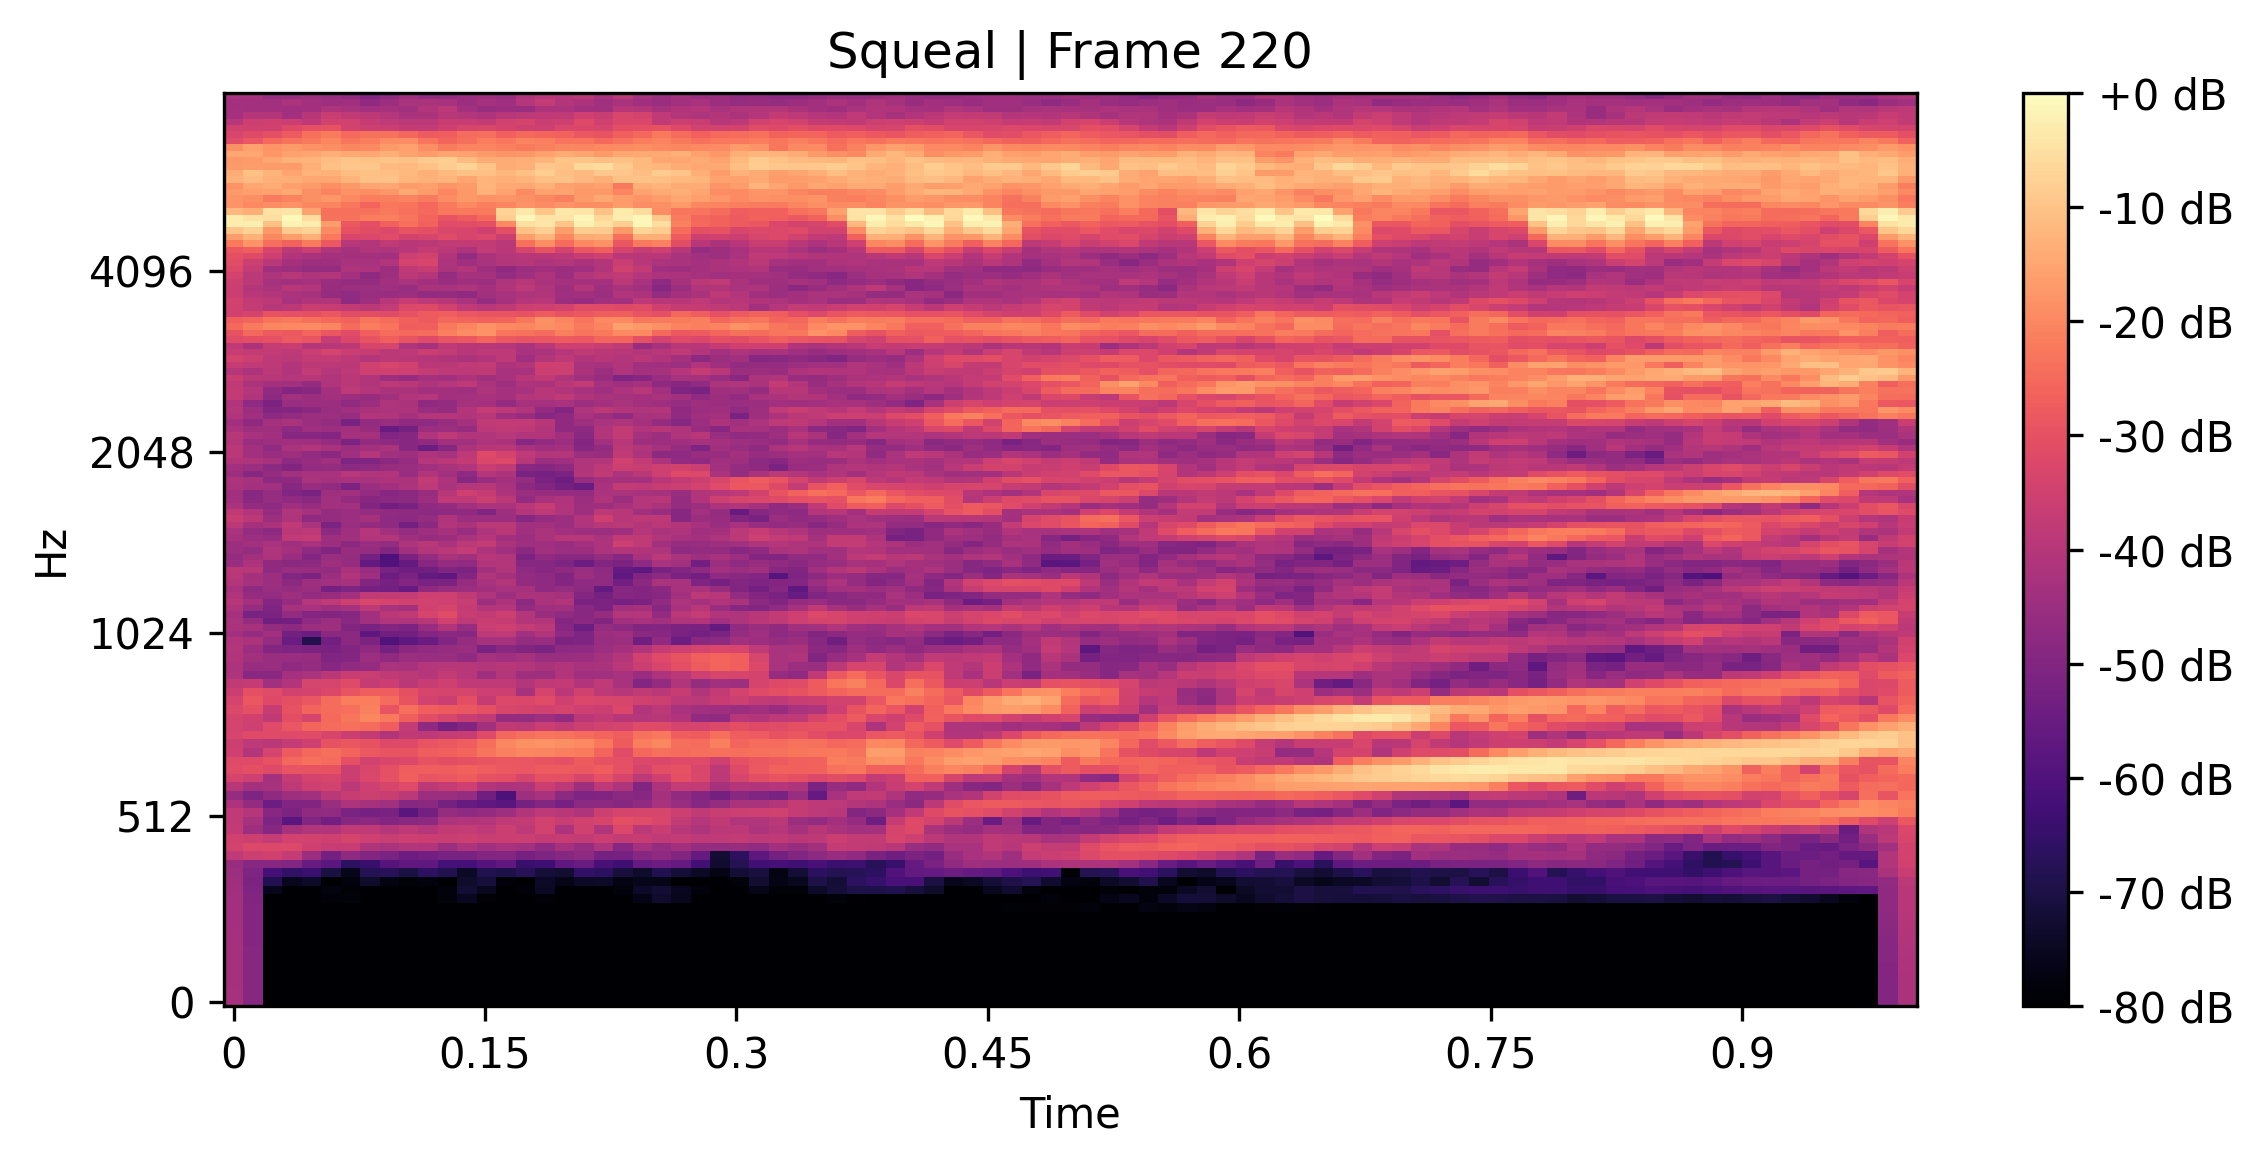 Squeal | Frame 220
Hz
4096
2048
1024
512
0
0 0.15 0.3 0.45 0.6 0.75 0.9
Time
+0 dB
-10 dB
-20 dB
-30 dB
-40 dB
-50 dB
-60 dB
-70 dB
-80 dB